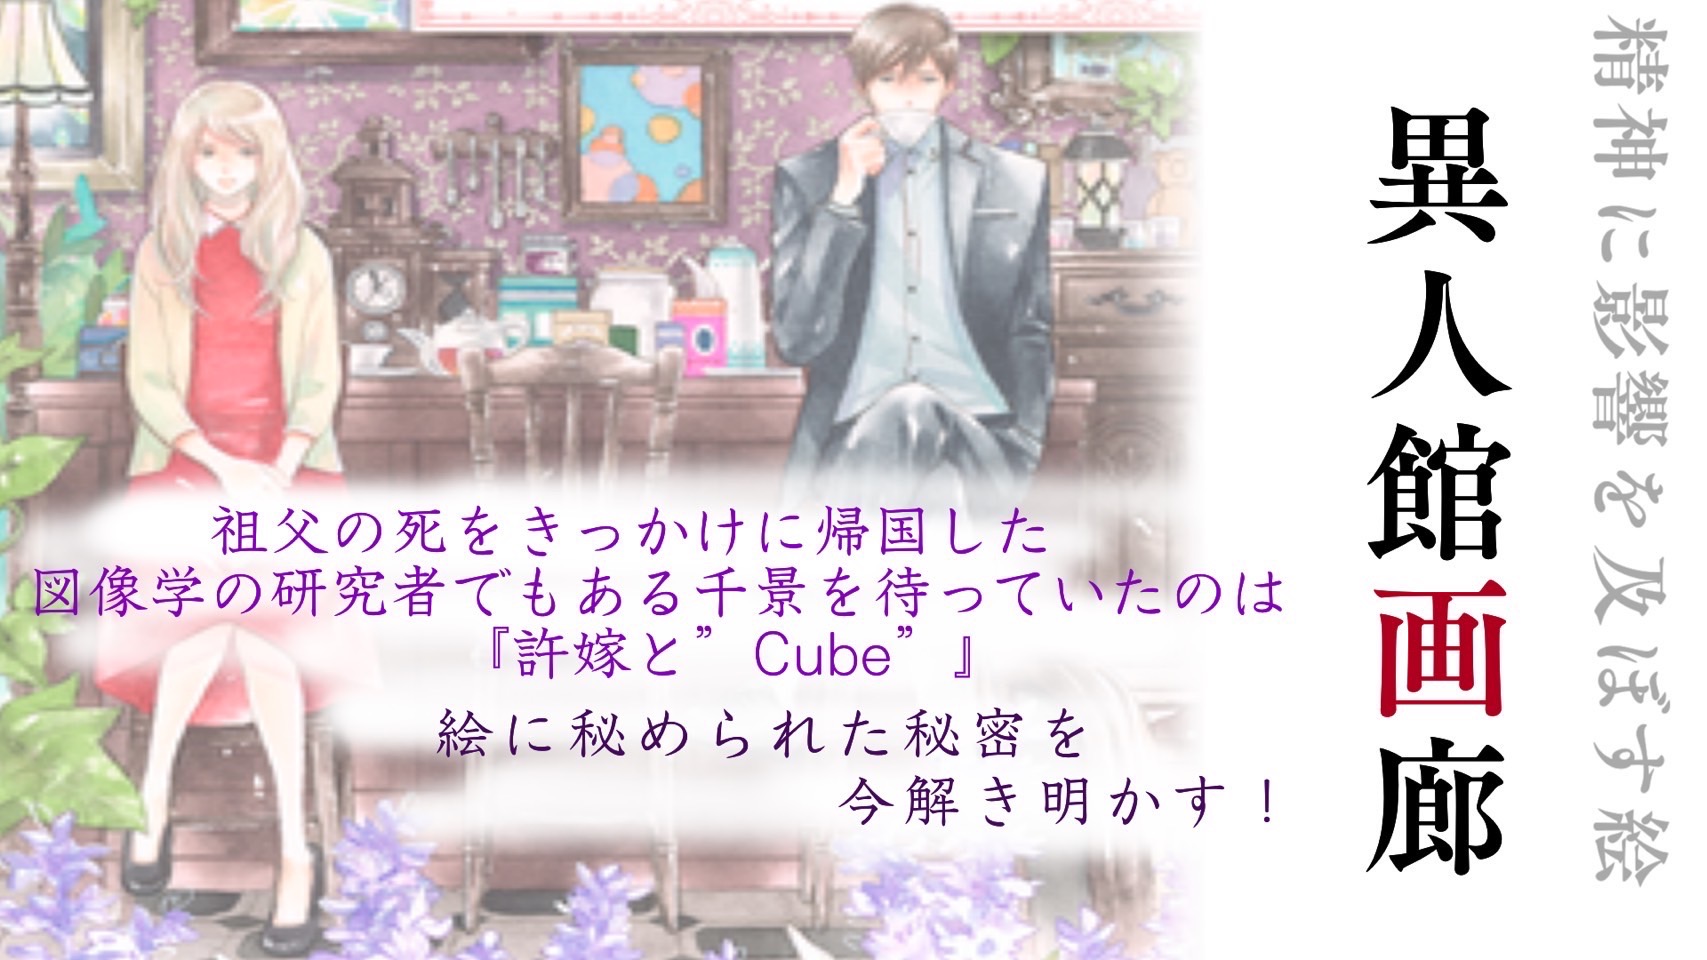 精神に影響を及ぼす絵
異人館画廊
祖父の死をきっかけに帰国した
図像学の研究者でもある千景を待っていたのは
『許嫁と”Cube”』
絵に秘められた秘密を
今解き明かす！